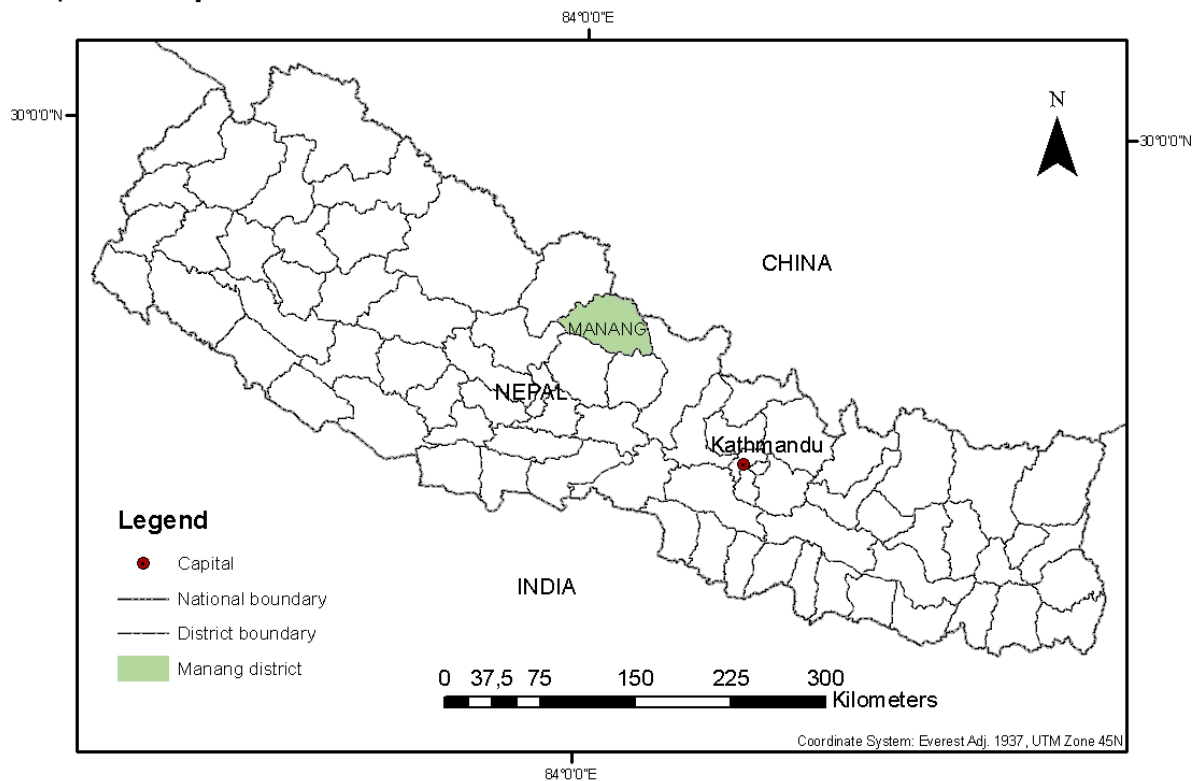 84°0'0"E
30°0'0"N
30°0'0"N
N
CHINA
MANANG
NEPAL
Kathmandu
INDIA
Legend
Capital
National boundary
District boundary
Manang district
0 37,5 75 150 225 300
Kilometers
Coordinate System: Everest Adj. 1937, UTM Zone 45N
84°0'0"E